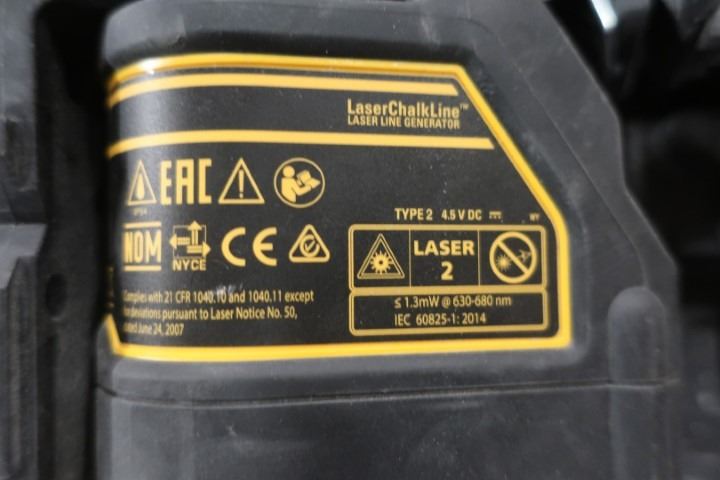 LaserChalkLine™
LASER LINE GENERATOR
EAC
TYPE 2 4.5 V DC
NOM
NYCE
CE
LASER
2
Complies with 21 CFR 1040.10 and 1040.11 except
for deviations pursuant to Laser Notice No. 50,
dated June 24, 2007
≤ 1.3mW @ 630-680 nm
IEC 60825-1: 2014